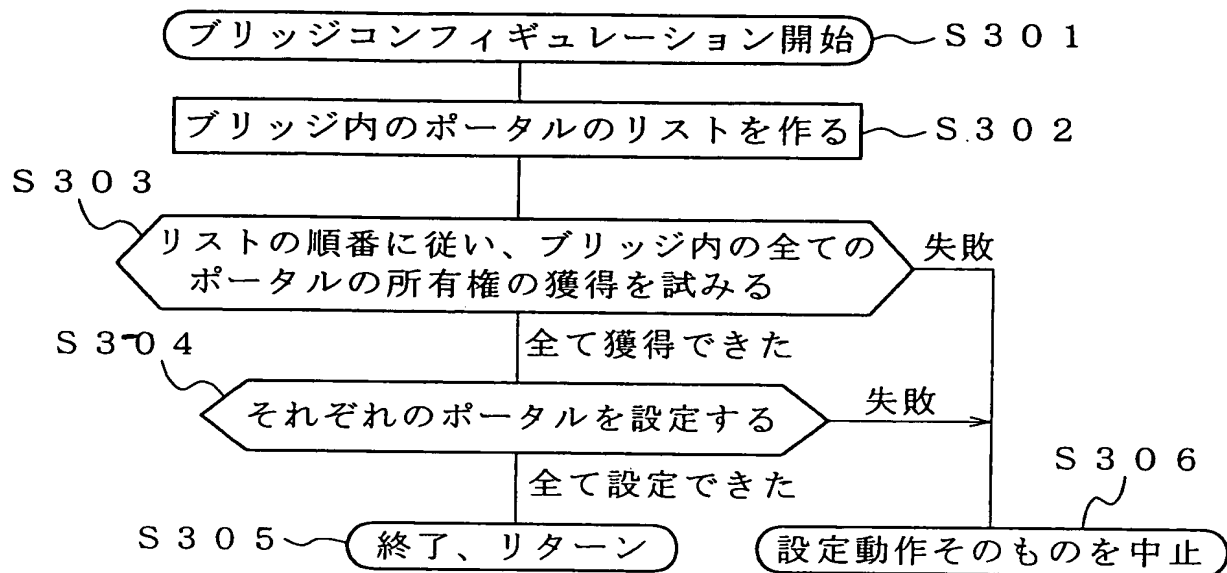 ブリッジコンフィギュレーション開始
S301
ブリッジ内のポータルのリストを作る
S302
S303
リストの順番に従い、ブリッジ内の全ての
ポータルの所有権の獲得を試みる
失敗
全て獲得できた
S304
それぞれのポータルを設定する
失敗
全て設定できた
S305
終了、リターン
S306
設定動作そのものを中止